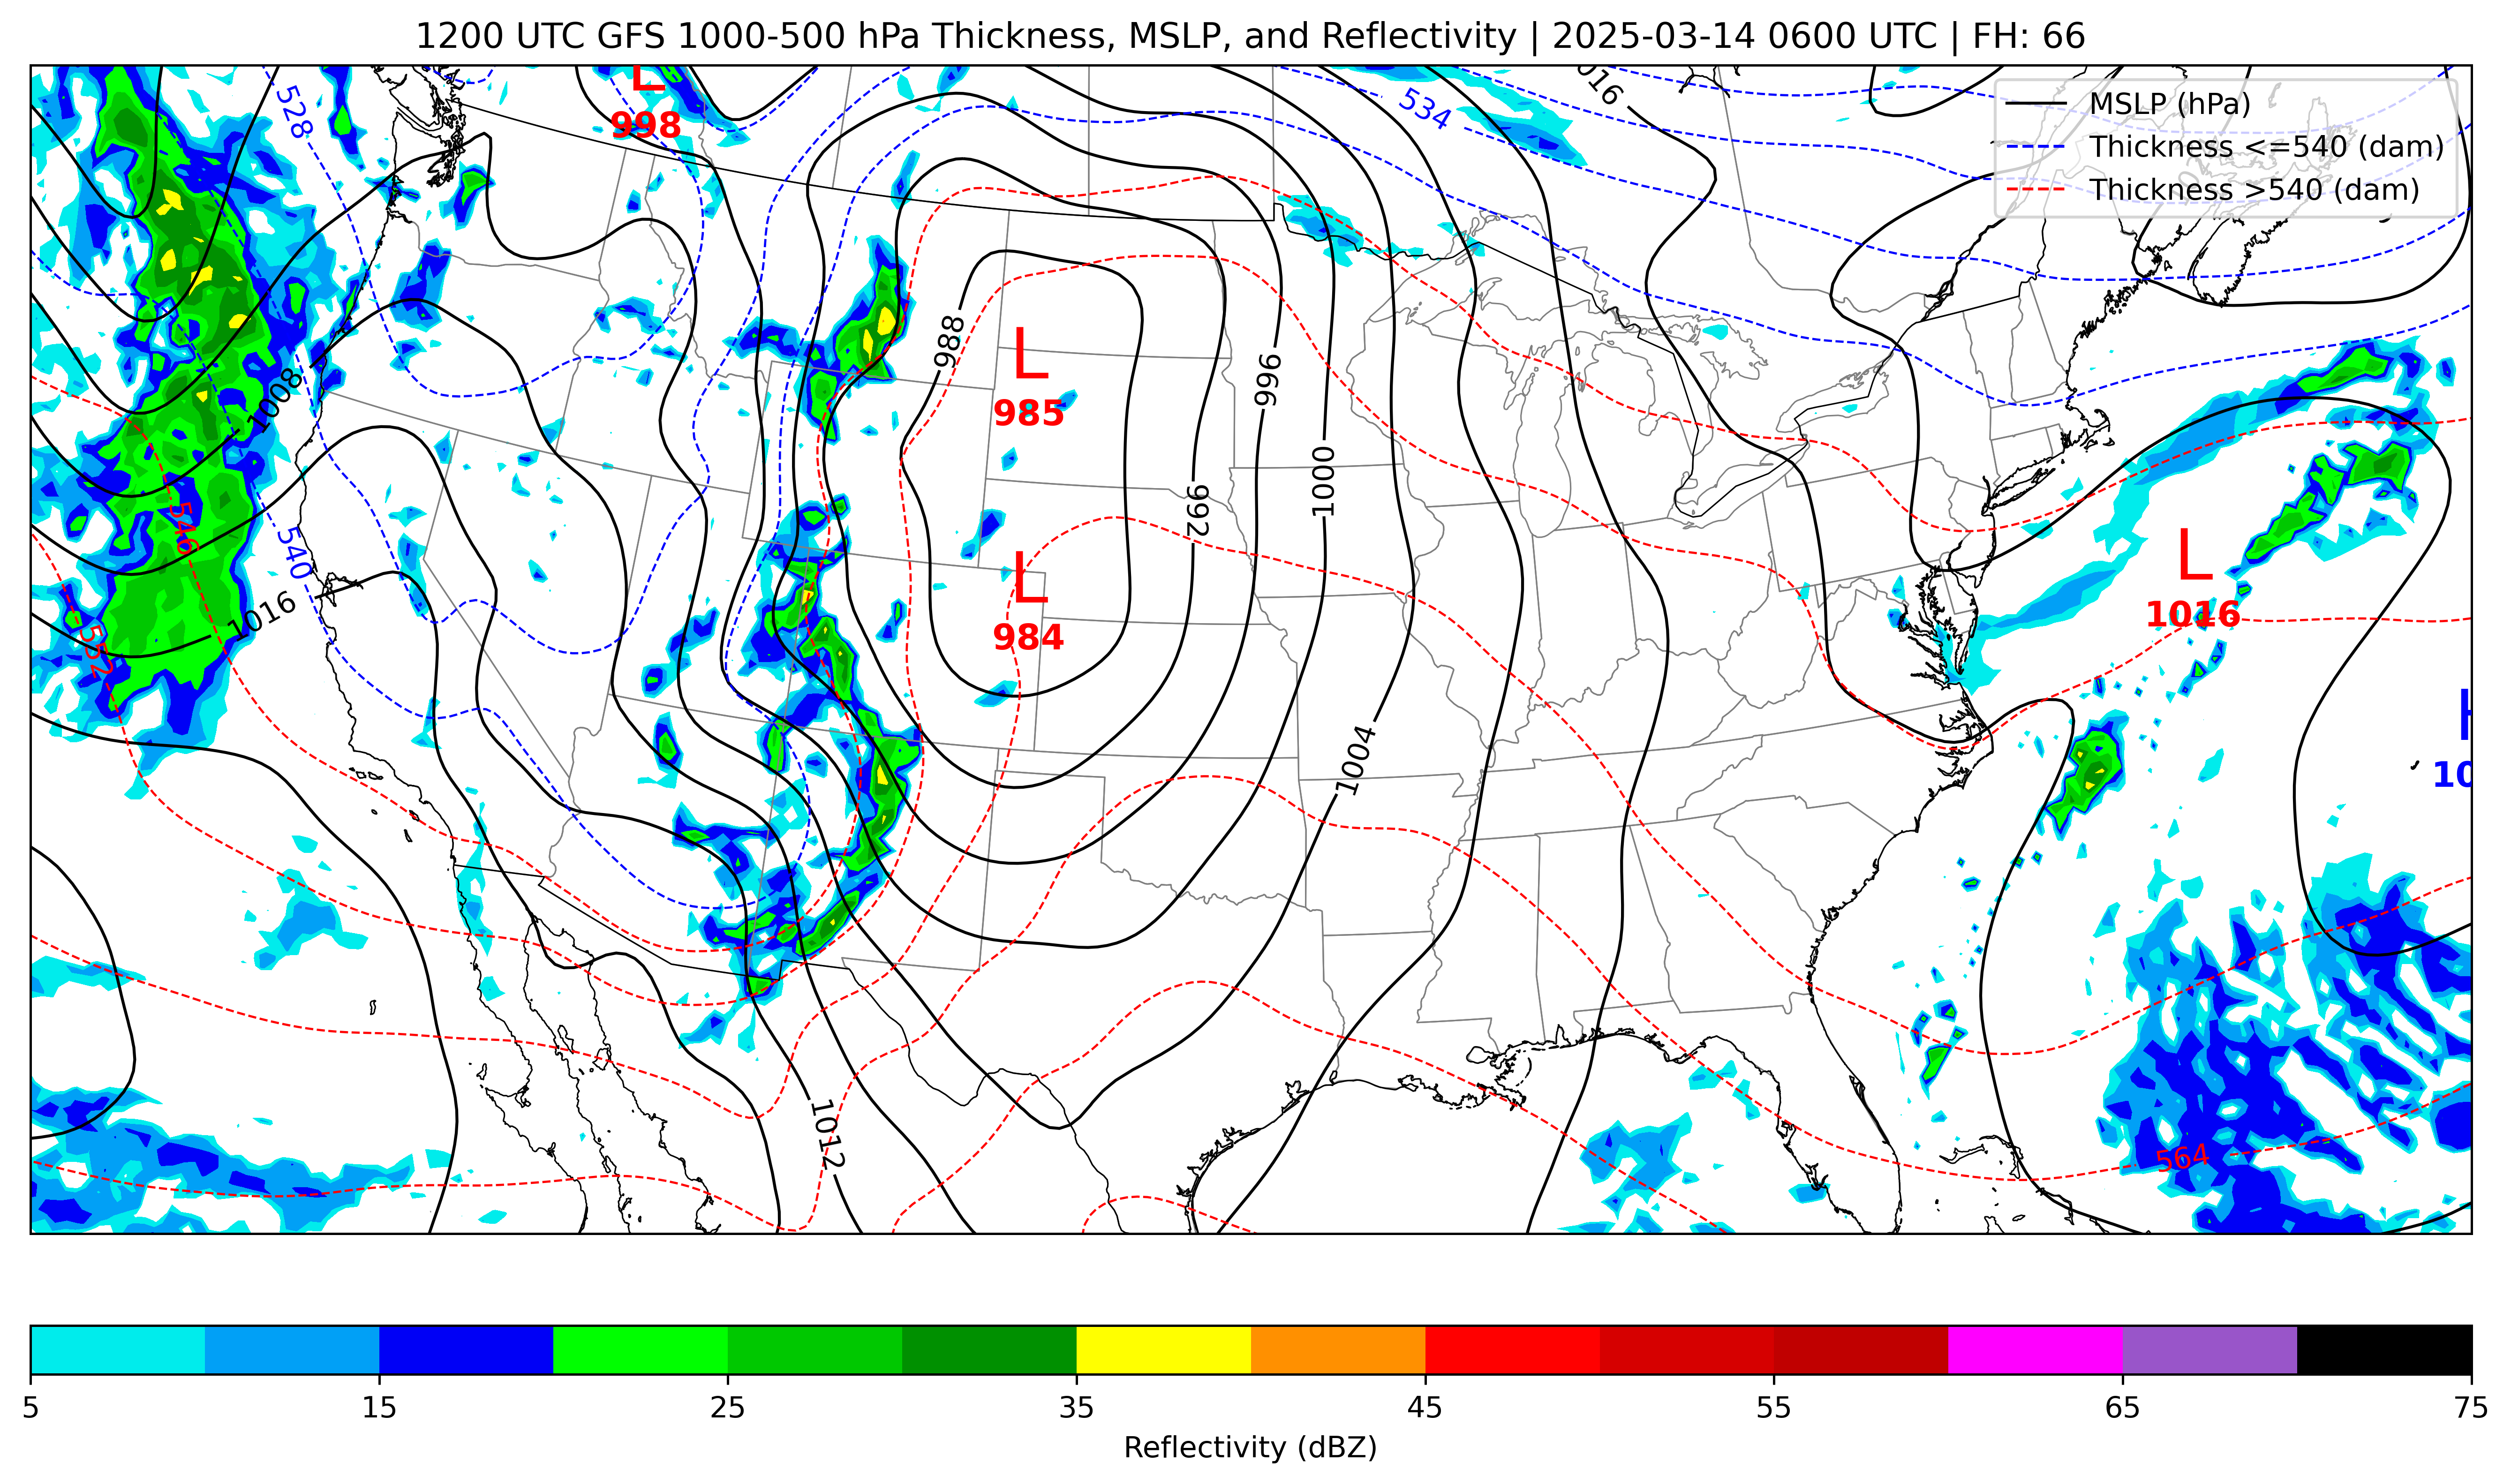 1200 UTC GFS 1000-500 hPa Thickness, MSLP, and Reflectivity | 2025-03-14 0600 UTC | FH: 66
MSLP (hPa)
Thickness <=540 (dam)
Thickness >540 (dam)
L
998
528
534
1016
988
L
985
996
1008
1000
992
546
540
L
984
L
1016
1016
552
H
10
1004
1012
564
5 15 25 35 45 55 65 75
Reflectivity (dBZ)